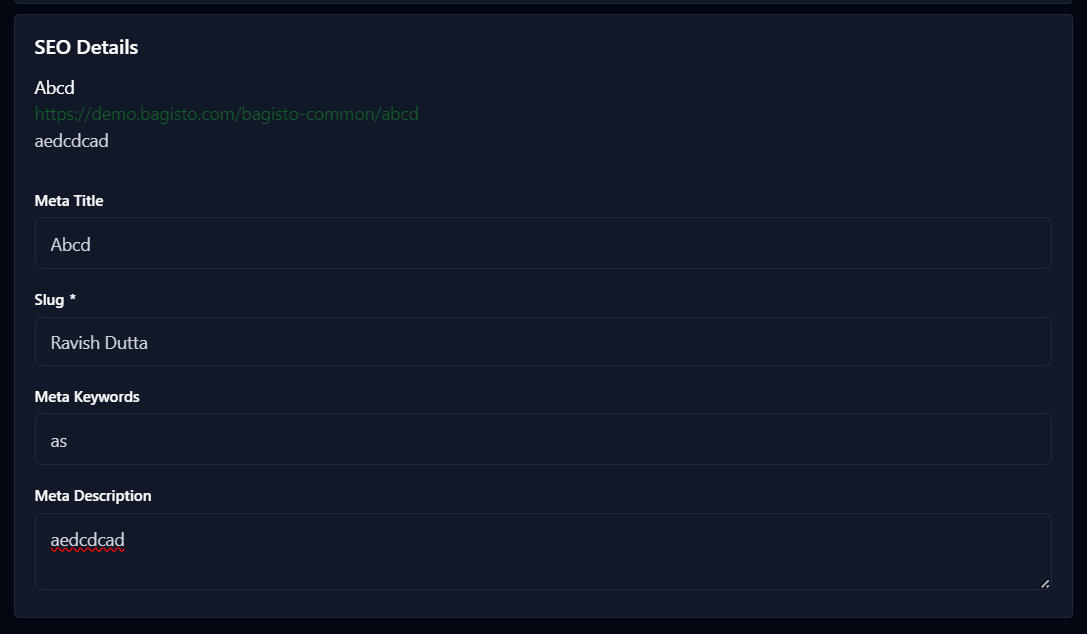 SEO Details
Abcd
https://demo.bagisto.com/bagisto-common/abcd
aedcdcad
Meta Title
Abcd
Slug *
Ravish Dutta
Meta Keywords
as
Meta Description
aedcdcad